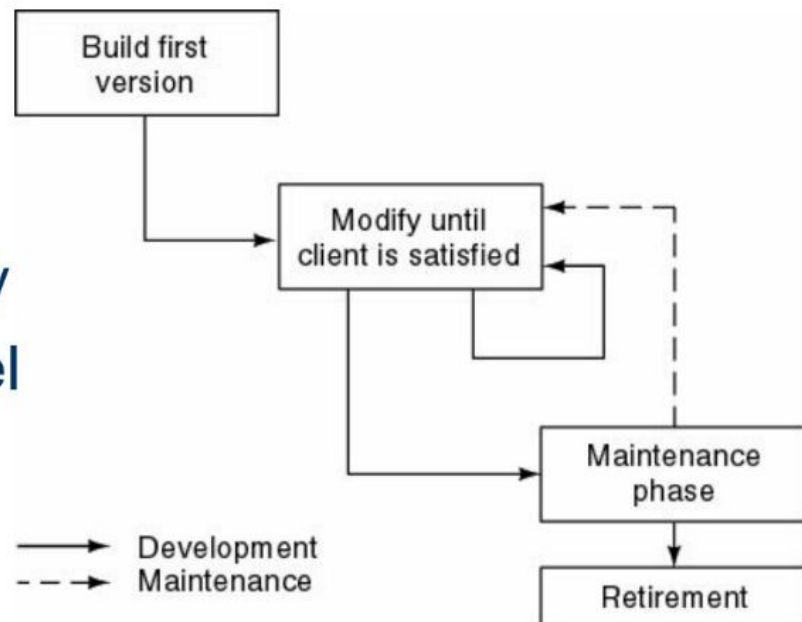 Build first
version
Modify until
client is satisfied
Maintenance
phase
Development
Maintenance
Retirement